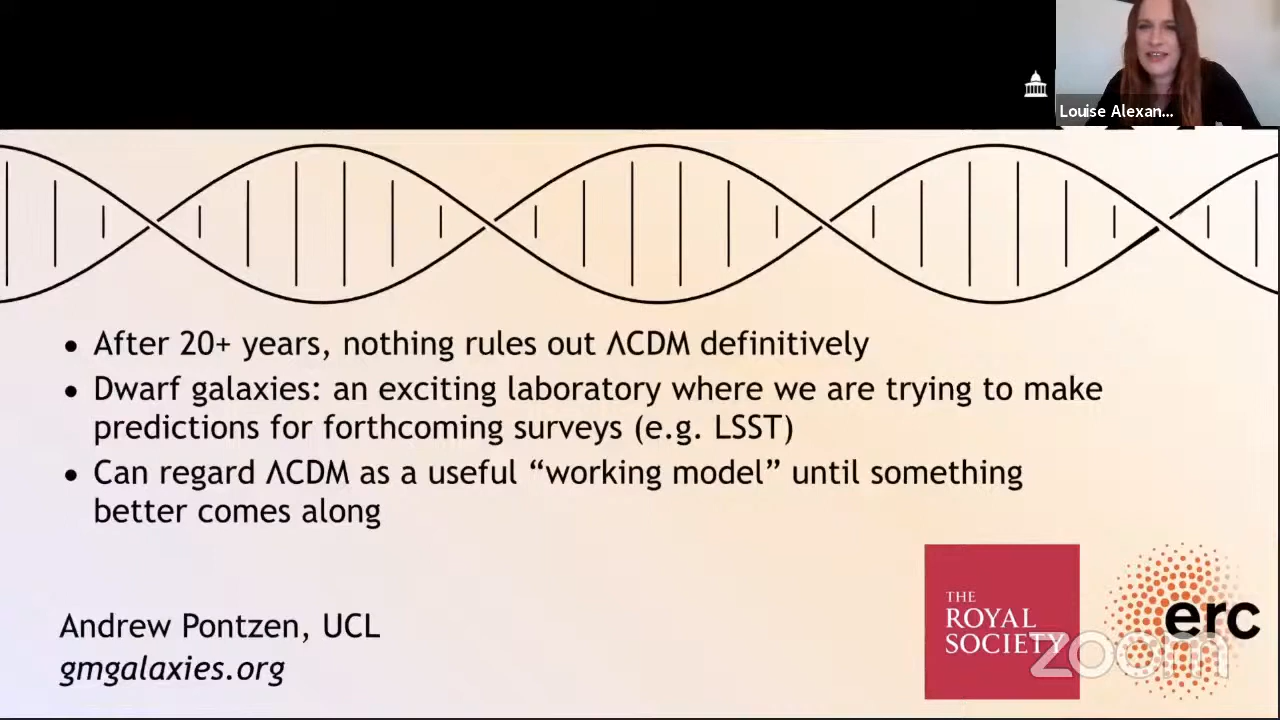 Louise Alexan...
• After 20+ years, nothing rules out ΛCDM definitively
• Dwarf galaxies: an exciting laboratory where we are trying to make
predictions for forthcoming surveys (e.g. LSST)
• Can regard ΛCDM as a useful “working model” until something
better comes along
Andrew Pontzen, UCL
gmgalaxies.org
THE
ROYAL
SOCIETY
erc
zoom